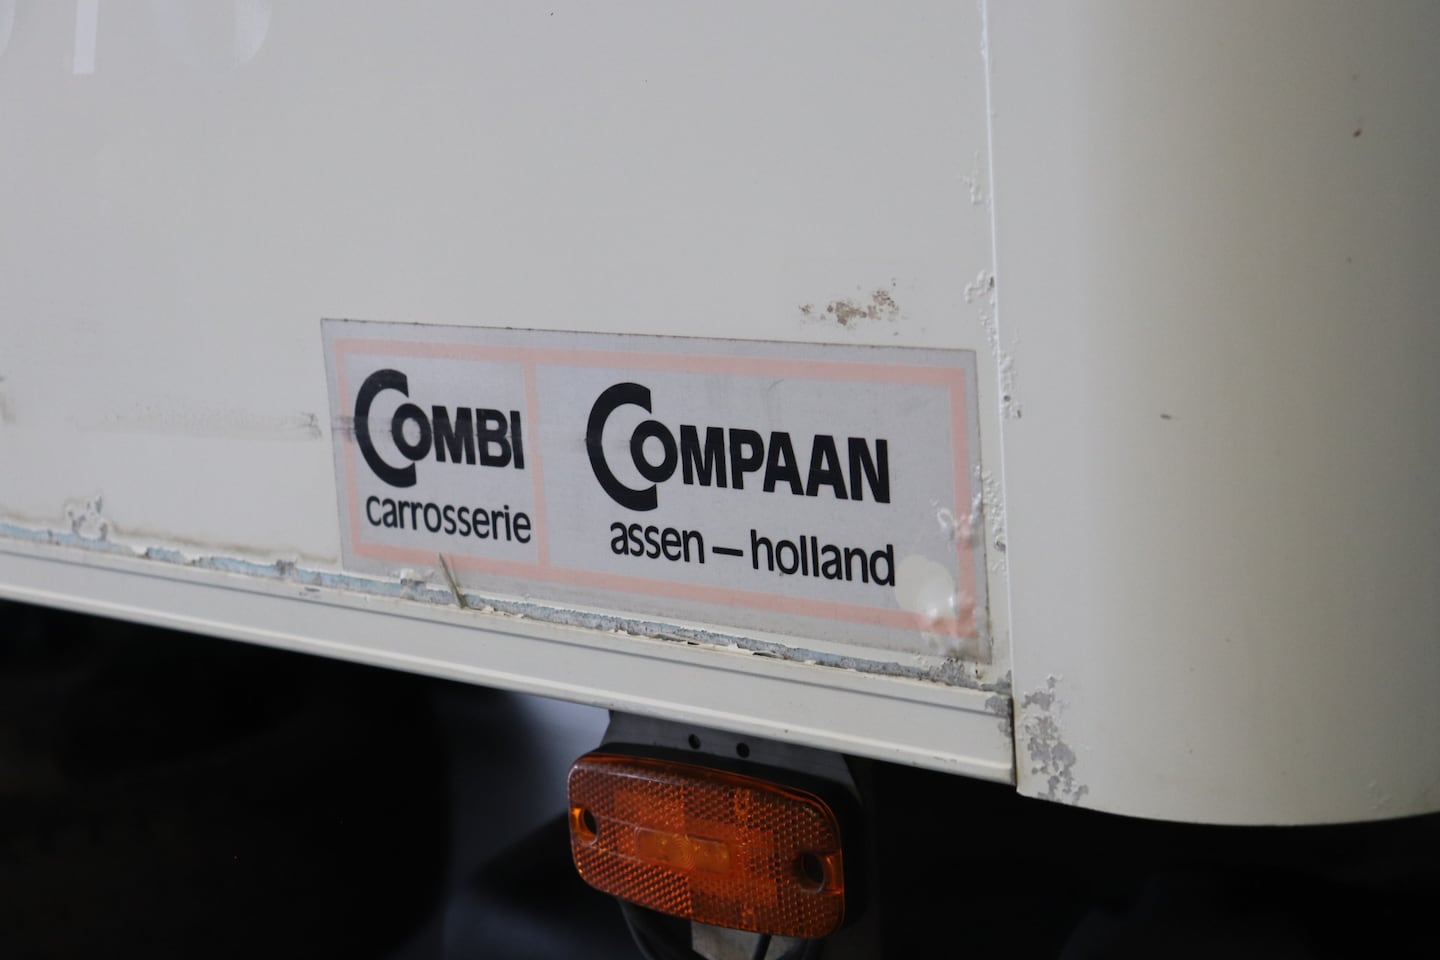 COMBI
carrosserie
COMPAAN
assen – holland